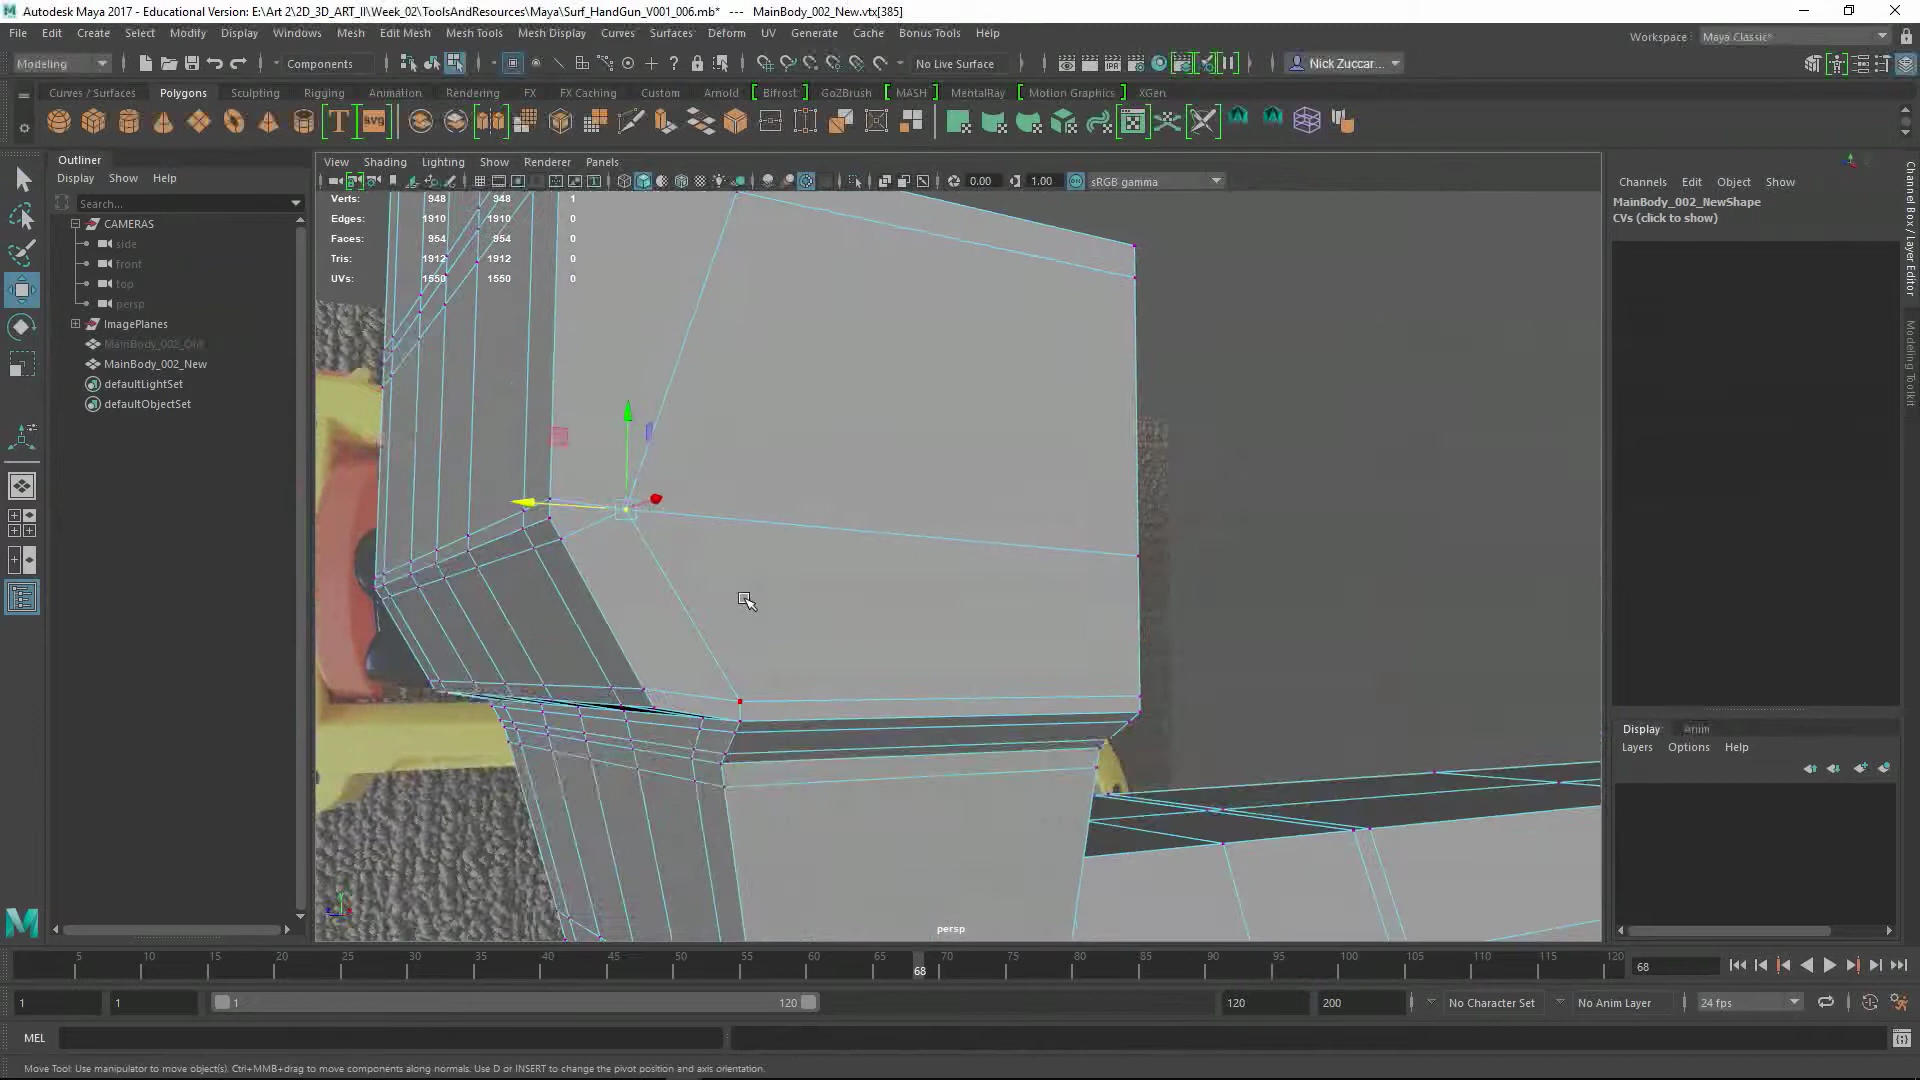 Autodesk Maya 2017 - Educational Version: E:\Art 2\2D_3D_ART_II\Week_02\ToolsAndResources\Maya\Surf_HandGun_V001_006.mb* --- MainBody_002_New.vtx[385]
File Edit Create Select Modify Display Windows Mesh Edit Mesh Mesh Tools Mesh Display Curves Surfaces Deform UV Generate Cache Bonus Tools Help
Workspace: Maya Classic*
Modeling Components No Live Surface Nick Zuccar...
Curves / Surfaces Polygons Sculpting Rigging Animation Rendering FX FX Caching Custom Arnold Bifrost GoZBrush MASH MentalRay Motion Graphics XGen
T SVG
Outliner
Display Show Help
Search...
CAMERAS
side
front
top
persp
ImagePlanes
MainBody_002_New
defaultLightSet
defaultObjectSet
View Shading Lighting Show Renderer Panels
0.00 1.00 sRGB gamma
Verts: 948 948 1
Edges: 1910 1910 0
Faces: 954 954 0
Tris: 1912 1912 0
UVs: 1550 1550 0
persp
Channels Edit Object Show
MainBody_002_NewShape
CVs (click to show)
Channel Box / Layer Editor
Modeling Toolkit
Display Anim
Layers Options Help
5 10 15 20 25 30 35 40 45 50 55 60 65 68 70 75 80 85 90 95 100 105 110 115 120
68
1 1 1 120 120 200 No Character Set No Anim Layer 24 fps
MEL
Move Tool: Use manipulator to move object(s). Ctrl+MMB+drag to move components along normals. Use D or INSERT to change the pivot position and axis orientation.